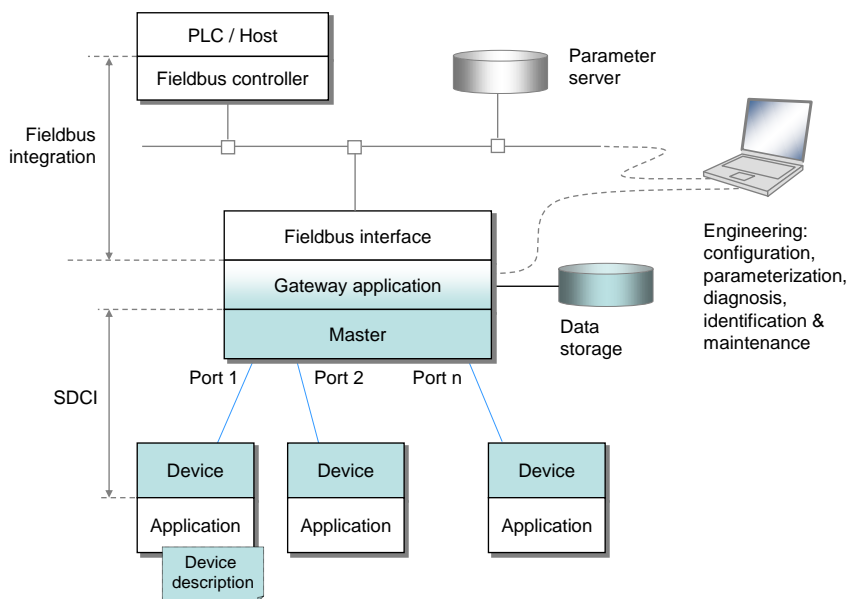 PLC / Host
Fieldbus controller
Parameter
server
Fieldbus
integration
Fieldbus interface
Gateway application
Master
Data
storage
Engineering:
configuration,
parameterization,
diagnosis,
identification &
maintenance
Port 1
Port 2
Port n
SDCI
Device
Device
Device
Application
Application
Application
Device
description